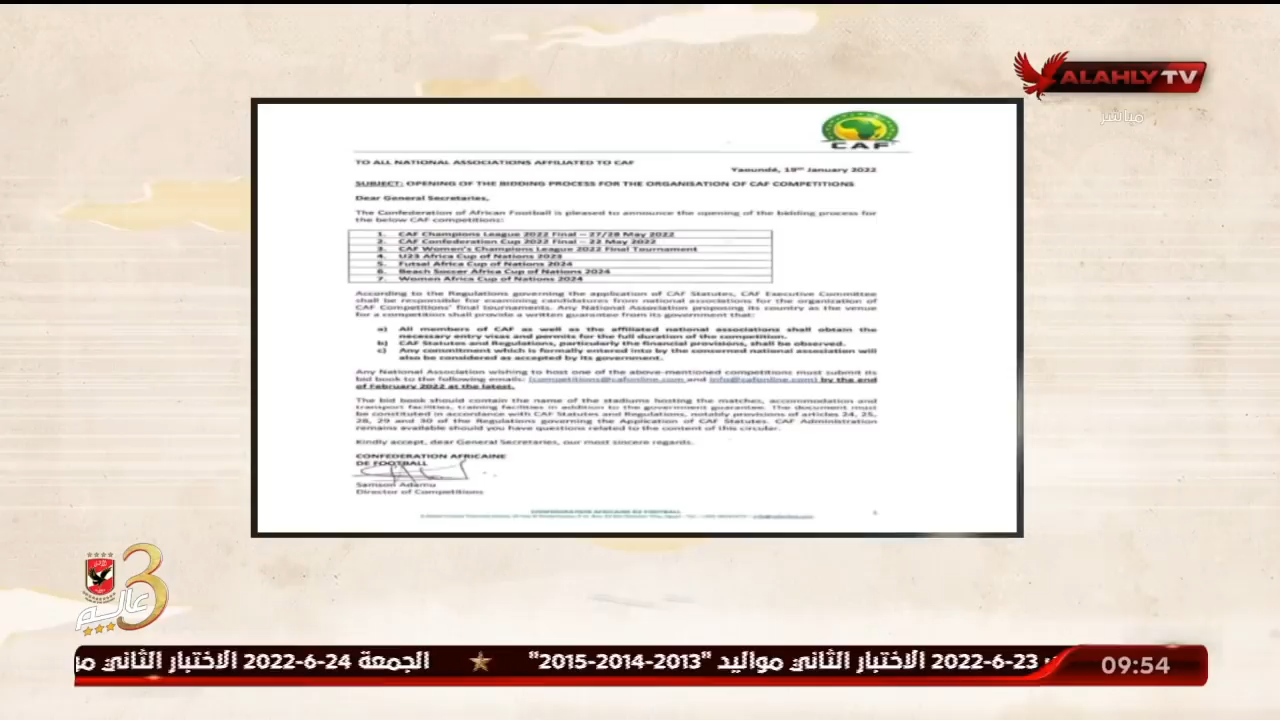 ALAHLY TV
مباشر
CAF
TO ALL NATIONAL ASSOCIATIONS AFFILIATED TO CAF
Yaoundé, 19ᵗʰ January 2022
SUBJECT: OPENING OF THE BIDDING PROCESS FOR THE ORGANISATION OF CAF COMPETITIONS
Dear General Secretaries,
The Confederation of African Football is pleased to announce the opening of the bidding process for
the below CAF competitions:
1. CAF Champions League 2022 Final – 27/28 May 2022
2. CAF Confederation Cup 2022 Final – 22 May 2022
3. CAF Women's Champions League 2022 Final Tournament
4. U23 Africa Cup of Nations 2023
5. Futsal Africa Cup of Nations 2024
6. Beach Soccer Africa Cup of Nations 2024
7. Women Africa Cup of Nations 2024
According to the Regulations governing the application of CAF Statutes, CAF Executive Committee
shall be responsible for examining candidatures from national associations for the organization of
CAF Competitions' final tournaments. Any National Association proposing its country as the venue
for a competition shall provide a written guarantee from its government that:
a) All members of CAF as well as the affiliated national associations shall obtain the
necessary entry visas and permits for the full duration of the competition.
b) CAF Statutes and Regulations, particularly the financial provisions, shall be observed.
c) Any commitment which is formally entered into by the concerned national association will
also be considered as accepted by its government.
Any National Association wishing to host one of the above-mentioned competitions must submit its
bid book to the following emails: (competitions@cafonline.com and info@cafonline.com) by the end
of February 2022 at the latest.
The bid book should contain the name of the stadiums hosting the matches, accommodation and
transport facilities, training facilities in addition to the government guarantee. The document must
be constituted in accordance with CAF Statutes and Regulations, notably provisions of articles 24, 25,
28, 29 and 30 of the Regulations governing the Application of CAF Statutes. CAF Administration
remains available should you have questions related to the content of this circular.
Kindly accept, dear General Secretaries, our most sincere regards.
CONFEDERATION AFRICAINE
DE FOOTBALL
Samson Adamu
Director of Competitions
CONFEDERATION AFRICAINE DE FOOTBALL
3 عالم
23-6-2022 الاختبار الثاني مواليد "2013-2014-2015" الجمعة 24-6-2022 الاختبار الثاني
09:54